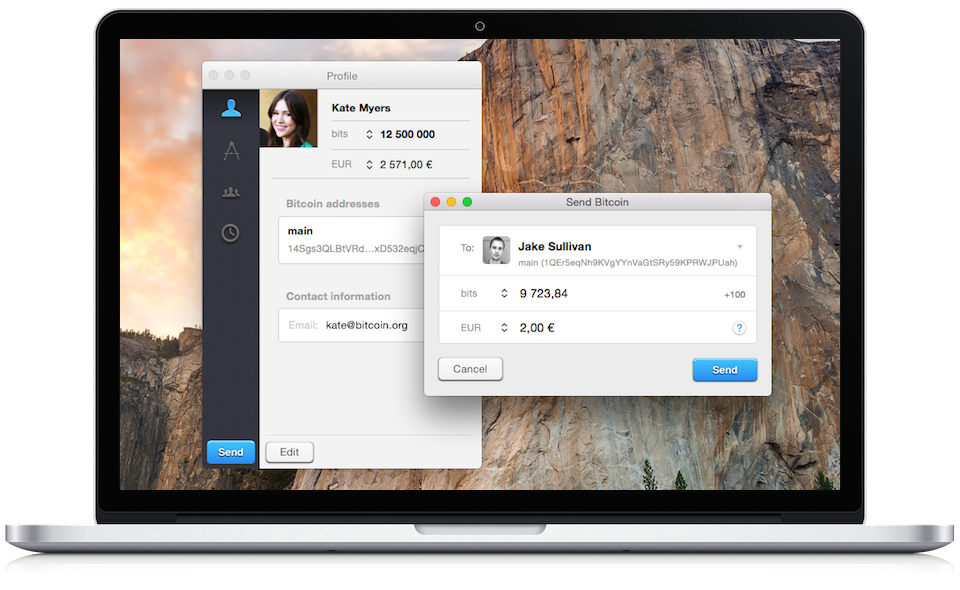 Profile
Kate Myers
bits 12 500 000
EUR 2 571,00 €
Bitcoin addresses
main
14Sgs3QLBtVRd...xD532eqjC
Contact information
Email: kate@bitcoin.org
Send
Edit
Send Bitcoin
To: Jake Sullivan
main (1QEr5eqNh9KVgYYnVaGtSRy59KPRWJPUah)
bits 9 723,84 +100
EUR 2,00 € ?
Cancel
Send